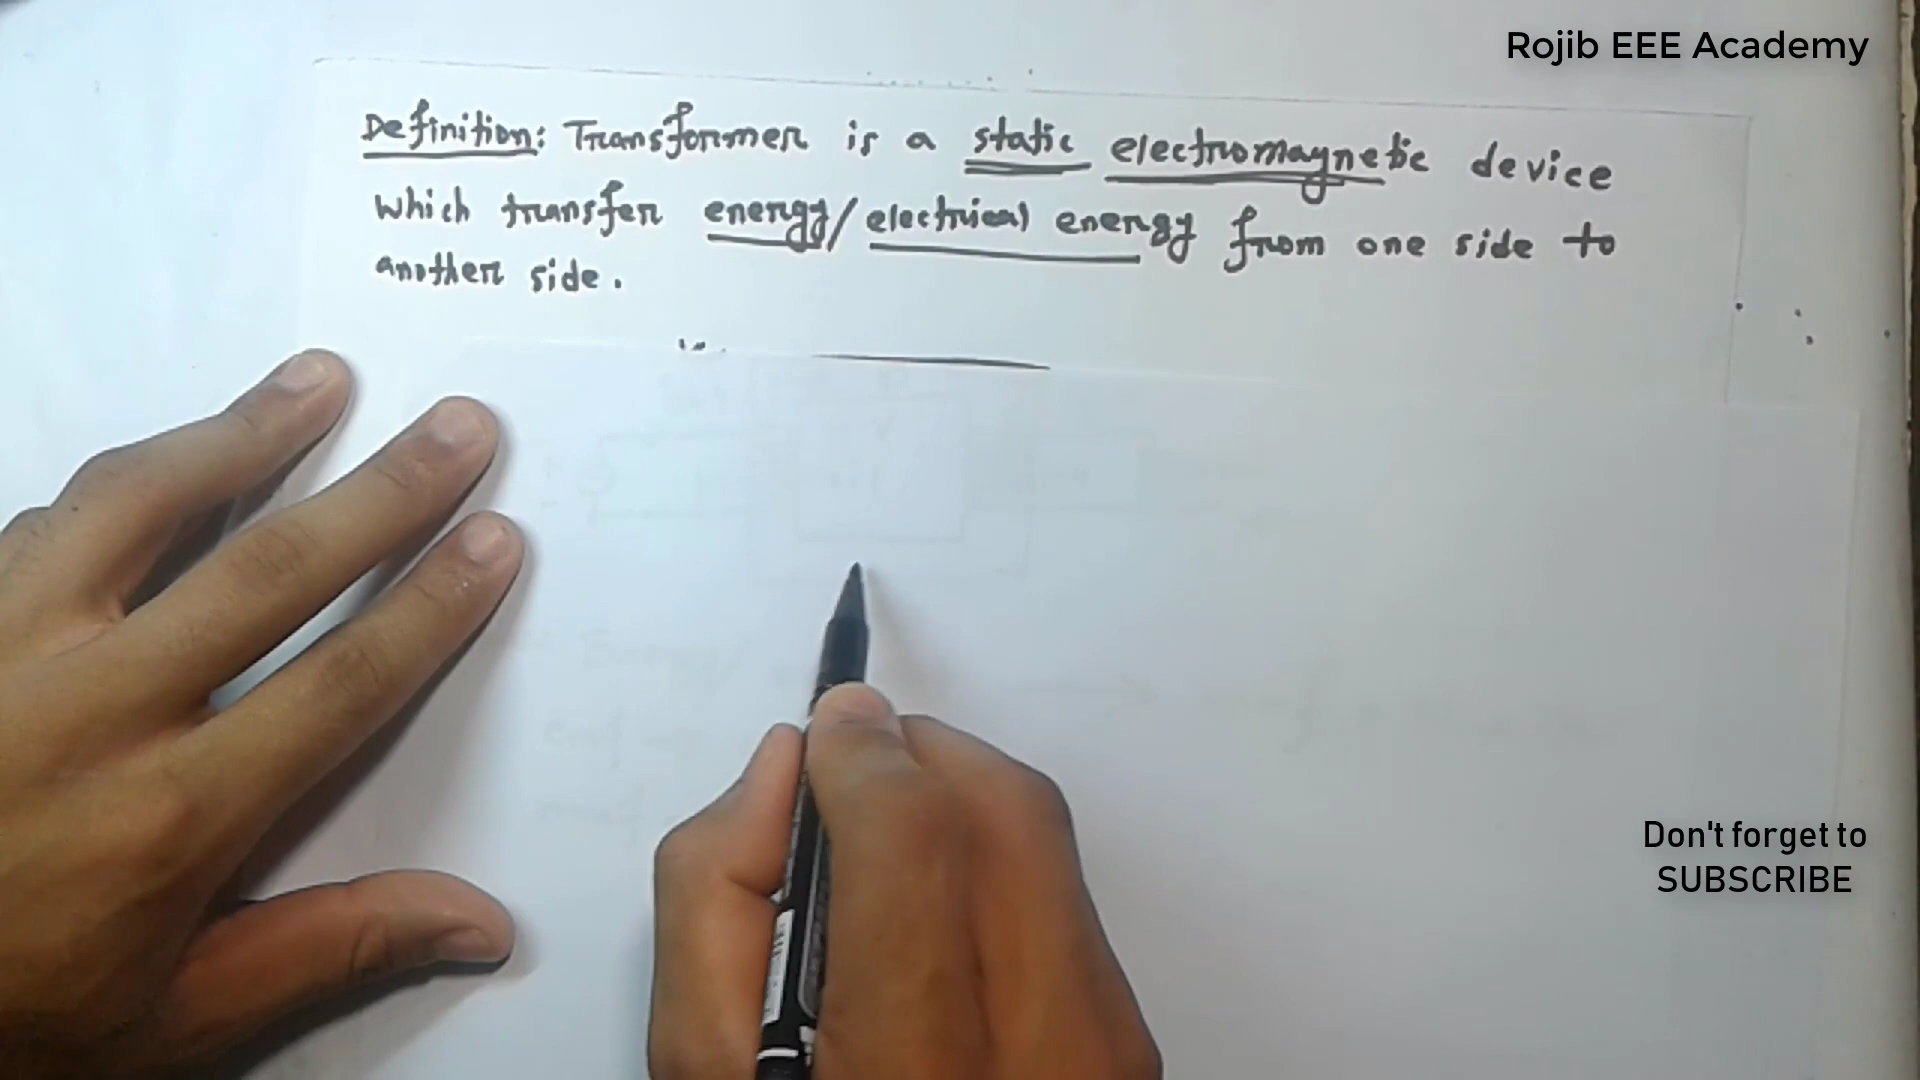 Rojib EEE Academy
Definition: Transformer is a static electromagnetic device
which transfer energy/electrical energy from one side to
another side.
Don't forget to
SUBSCRIBE